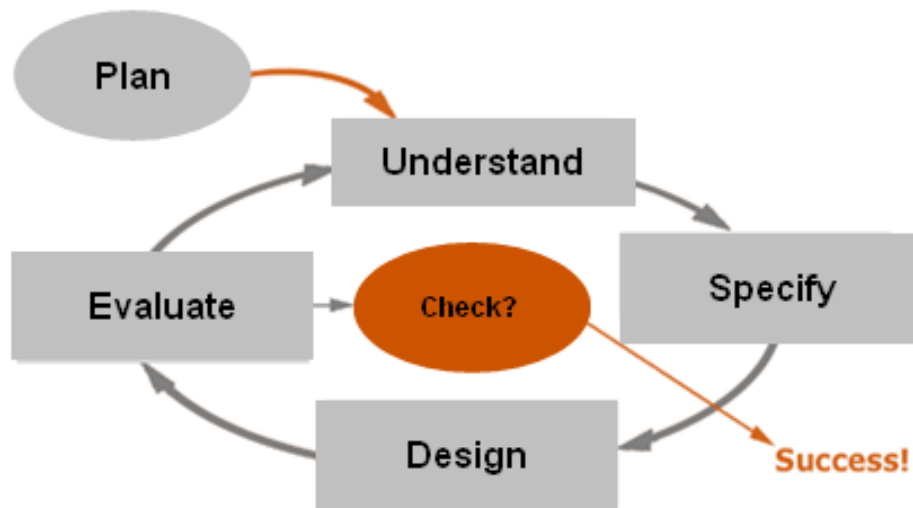 Plan
Understand
Specify
Evaluate
Check?
Design
Success!